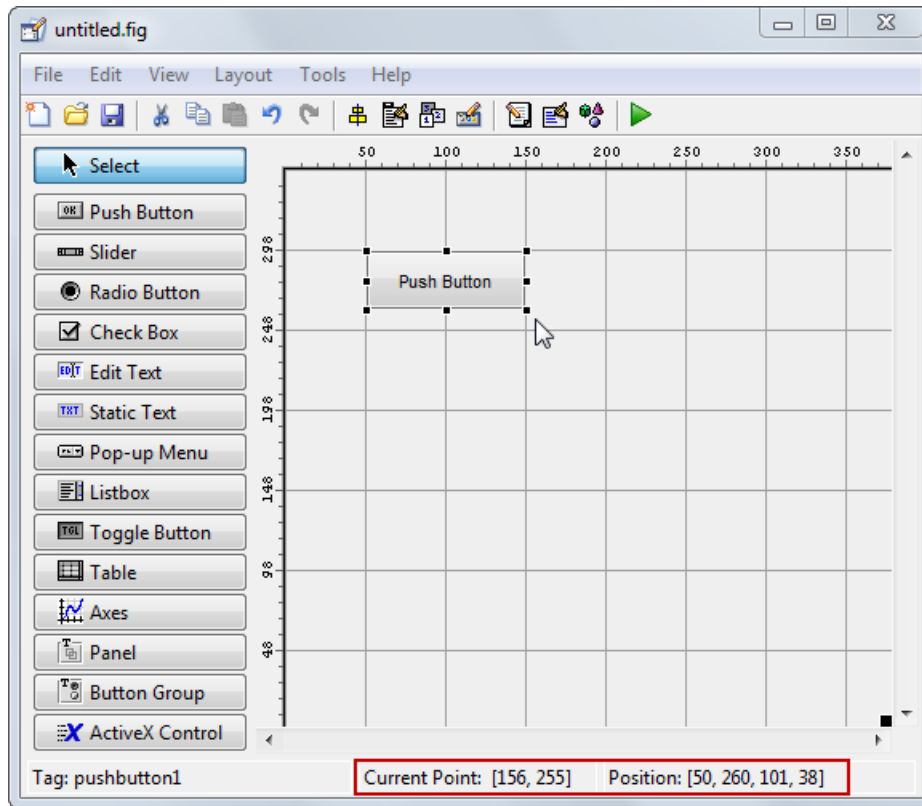 untitled.fig
File Edit View Layout Tools Help
Select
Push Button
Slider
Radio Button
Check Box
Edit Text
Static Text
Pop-up Menu
Listbox
Toggle Button
Table
Axes
Panel
Button Group
ActiveX Control
50 100 150 200 250 300 350
298
248
198
148
98
48
Push Button
Tag: pushbutton1
Current Point: [156, 255]
Position: [50, 260, 101, 38]